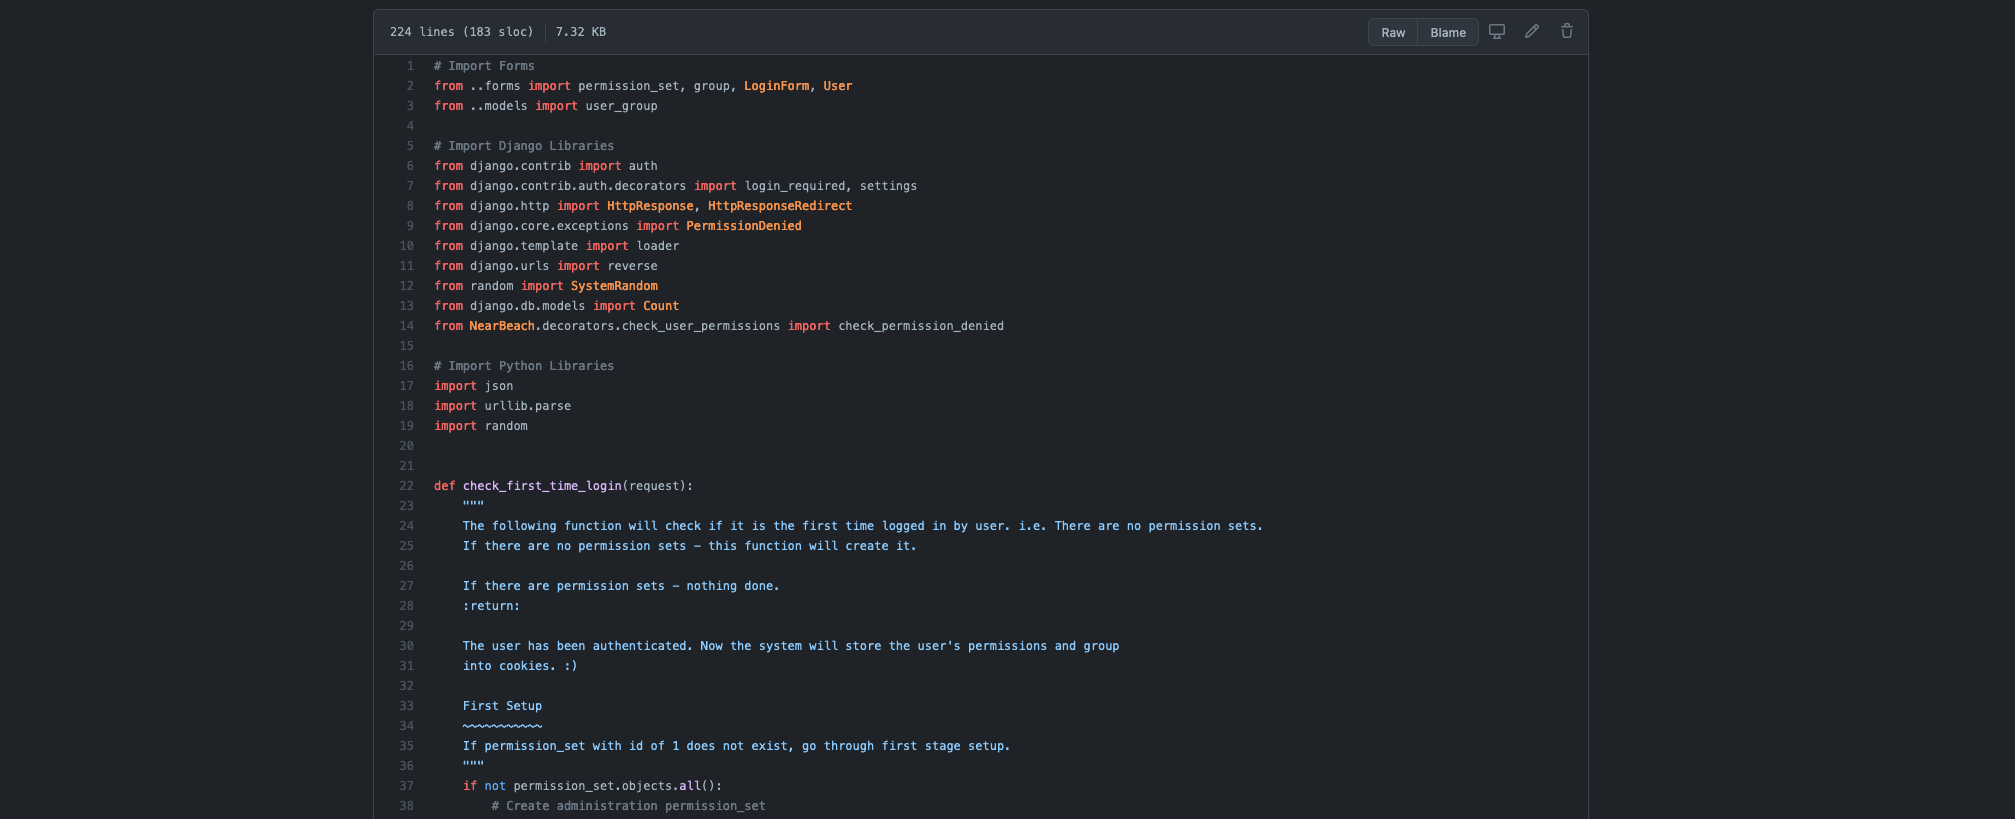 224 lines (183 sloc) 7.32 KB Raw Blame
1 # Import Forms
2 from ..forms import permission_set, group, LoginForm, User
3 from ..models import user_group
4
5 # Import Django Libraries
6 from django.contrib import auth
7 from django.contrib.auth.decorators import login_required, settings
8 from django.http import HttpResponse, HttpResponseRedirect
9 from django.core.exceptions import PermissionDenied
10 from django.template import loader
11 from django.urls import reverse
12 from random import SystemRandom
13 from django.db.models import Count
14 from NearBeach.decorators.check_user_permissions import check_permission_denied
15
16 # Import Python Libraries
17 import json
18 import urllib.parse
19 import random
20
21
22 def check_first_time_login(request):
23     """
24     The following function will check if it is the first time logged in by user. i.e. There are no permission sets.
25     If there are no permission sets – this function will create it.
26
27     If there are permission sets – nothing done.
28     :return:
29
30     The user has been authenticated. Now the system will store the user's permissions and group
31     into cookies. :)
32
33     First Setup
34     ~~~~~~~~~~~
35     If permission_set with id of 1 does not exist, go through first stage setup.
36     """
37     if not permission_set.objects.all():
38         # Create administration permission_set